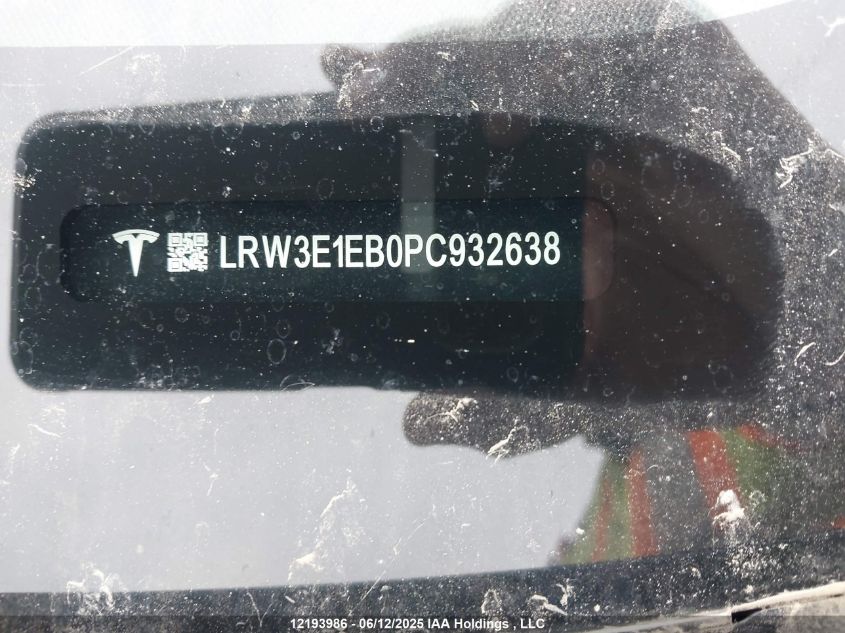 LRW3E1EB0PC932638
12193986 - 06/12/2025 IAA Holdings , LLC